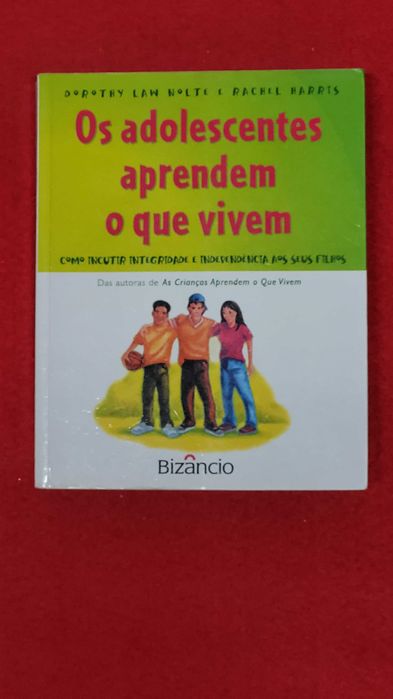 DOROTHY LAW NOLTE E RACHEL HARRIS
Os adolescentes
aprendem
o que vivem
COMO INCUTIR INTEGRIDADE E INDEPENDÊNCIA AOS SEUS FILHOS
Das autoras de As Crianças Aprendem o Que Vivem
Bizâncio